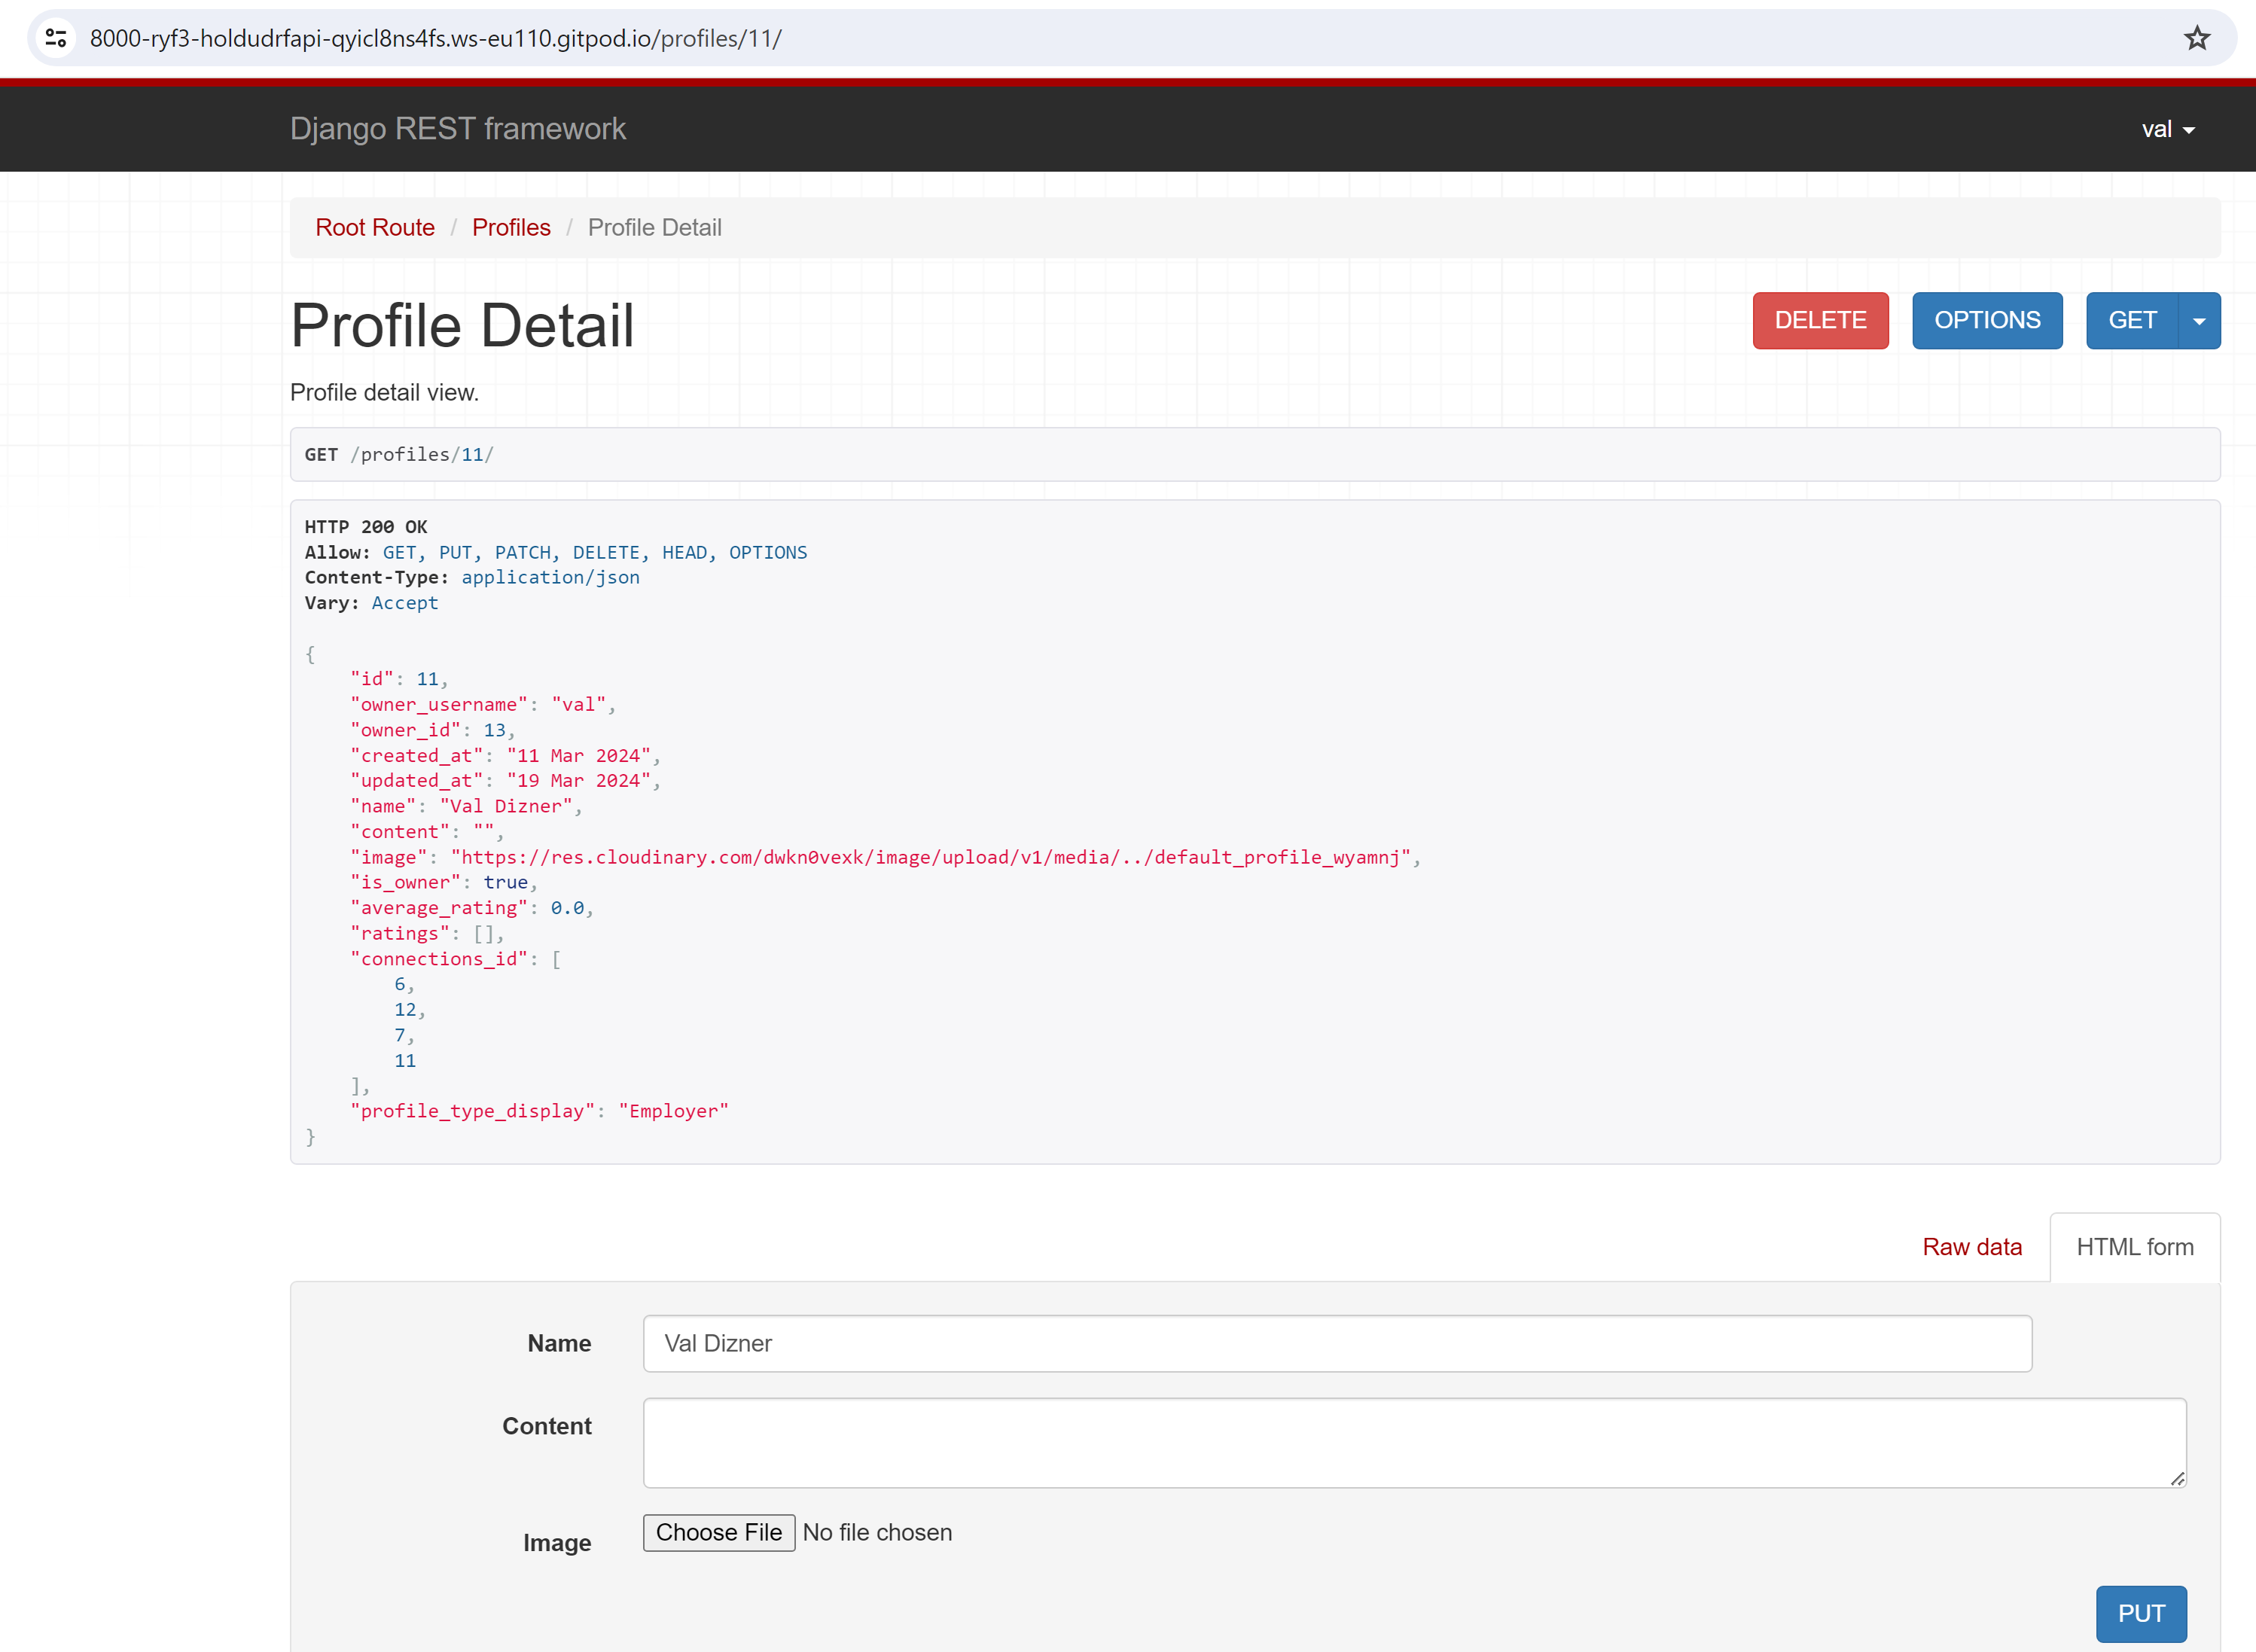 8000-ryf3-holdudrfapi-qyicl8ns4fs.ws-eu110.gitpod.io/profiles/11/
Django REST framework
val
Root Route / Profiles / Profile Detail
Profile Detail
DELETE
OPTIONS
GET
Profile detail view.
GET /profiles/11/
HTTP 200 OK
Allow: GET, PUT, PATCH, DELETE, HEAD, OPTIONS
Content-Type: application/json
Vary: Accept
{
    "id": 11,
    "owner_username": "val",
    "owner_id": 13,
    "created_at": "11 Mar 2024",
    "updated_at": "19 Mar 2024",
    "name": "Val Dizner",
    "content": "",
    "image": "https://res.cloudinary.com/dwkn0vexk/image/upload/v1/media/../default_profile_wyamnj",
    "is_owner": true,
    "average_rating": 0.0,
    "ratings": [],
    "connections_id": [
        6,
        12,
        7,
        11
    ],
    "profile_type_display": "Employer"
}
Raw data
HTML form
Name
Val Dizner
Content
Image
Choose File No file chosen
PUT